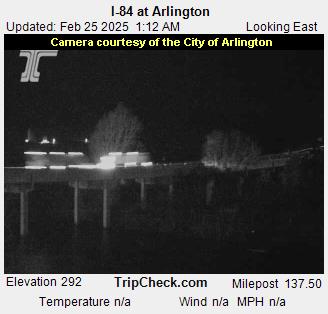 I-84 at Arlington
Updated: Feb 25 2025 1:12 AM Looking East
Camera courtesy of the City of Arlington
Elevation 292 TripCheck.com Milepost 137.50
Temperature n/a Wind n/a MPH n/a